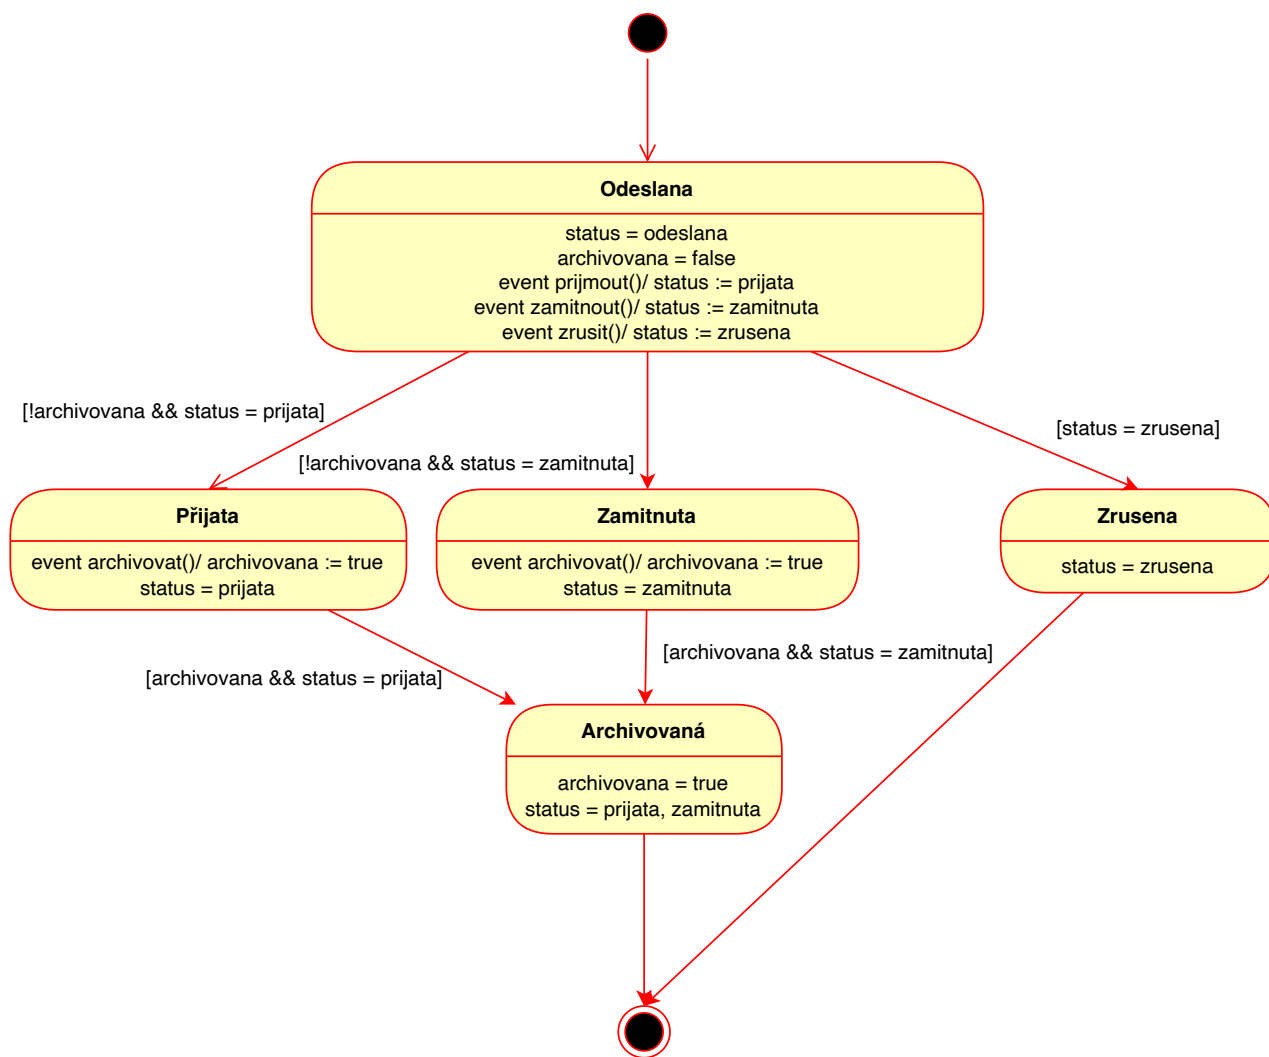 Odeslana
status = odeslana
archivovana = false
event prijmout()/ status := prijata
event zamitnout()/ status := zamitnuta
event zrusit()/ status := zrusena
[!archivovana && status = prijata]
[status = zrusena]
[!archivovana && status = zamitnuta]
Přijata
event archivovat()/ archivovana := true
status = prijata
Zamitnuta
event archivovat()/ archivovana := true
status = zamitnuta
Zrusena
status = zrusena
[archivovana && status = prijata]
[archivovana && status = zamitnuta]
Archivovaná
archivovana = true
status = prijata, zamitnuta